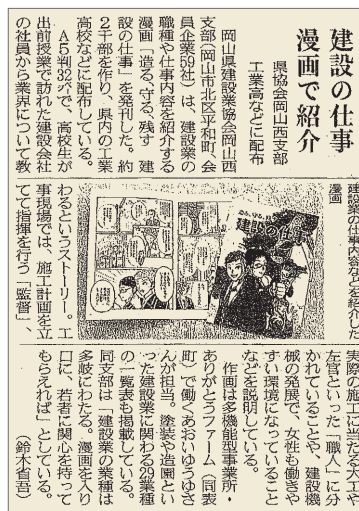 建設の仕事
漫画で紹介
県協会岡山西支部
工業高などに配布
岡山県建設業協会岡山西
支部（岡山市北区平和町、会
員企業59社）は、建設業の
職種や仕事内容を紹介する
漫画「造る、守る、残す　建
設の仕事」を発刊した。約
2千部を作り、県内の工業
高校などに配布している。
A5判32㌻で、高校生が
出前授業で訪れた建設会社
の社員から業界について教
建設業の仕事内容などを紹介した
漫画
建設の仕事
わるというストーリー。工
事現場では、施工計画を立
てて指揮を行う「監督」、
実際の施工に当たる大工や
左官といった「職人」に分
かれていることや、建設機
械の発展で、女性も働きや
すい環境になっていること
などを説明している。
作画は多機能型事業所・
ありがとうファーム（同表
町）で働くあおいゆうひさ
んが担当。塗装や造園とい
った建設業に関わる29業種
の一覧表も掲載している。
同支部は「建設業の業種は
多岐にわたる。漫画を入り
口に、若者に関心を持って
もらえれば」としている。
（鈴木省吾）